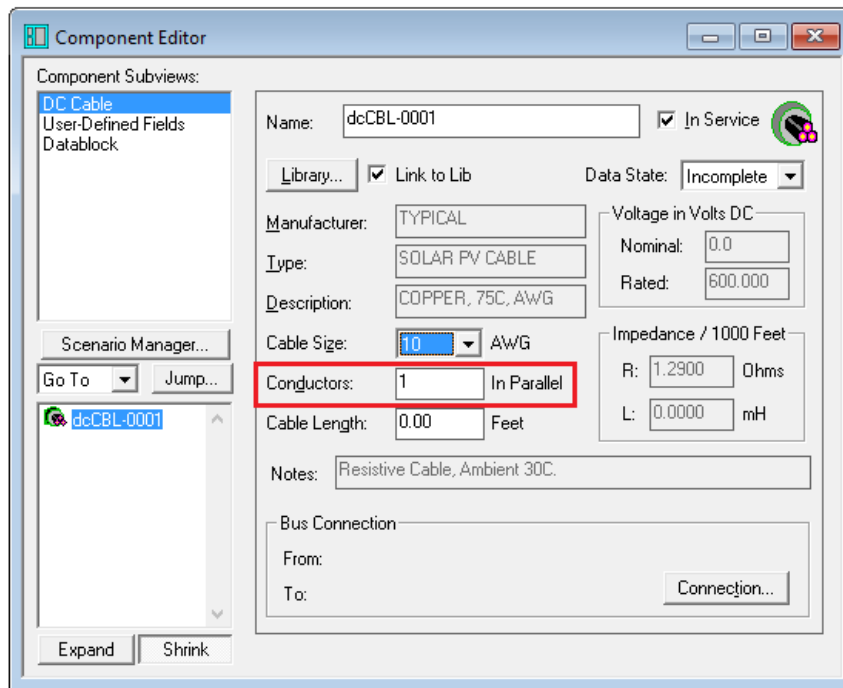 Component Editor
Component Subviews:
DC Cable
User-Defined Fields
Datablock
Scenario Manager...
Go To
Jump...
dcCBL-0001
Expand
Shrink
Name: dcCBL-0001
In Service
Library...
Link to Lib
Data State: Incomplete
Manufacturer: TYPICAL
Type: SOLAR PV CABLE
Description: COPPER, 75C, AWG
Voltage in Volts DC
Nominal: 0.0
Rated: 600.000
Cable Size: 10 AWG
Conductors: 1 In Parallel
Cable Length: 0.00 Feet
Impedance / 1000 Feet
R: 1.2900 Ohms
L: 0.0000 mH
Notes: Resistive Cable, Ambient 30C.
Bus Connection
From:
To:
Connection...